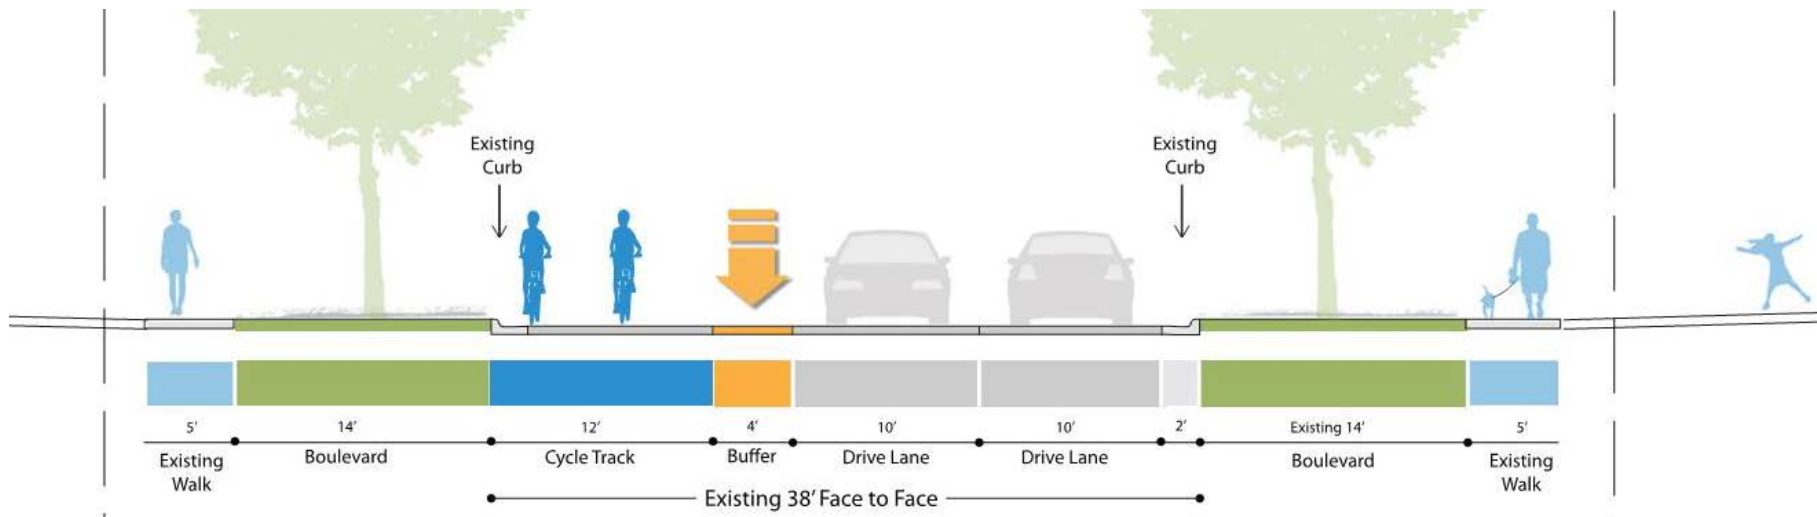 Existing
Curb
Existing
Curb
5'
14'
12'
4'
10'
10'
2'
Existing 14'
5'
Existing
Walk
Boulevard
Cycle Track
Buffer
Drive Lane
Drive Lane
Boulevard
Existing
Walk
Existing 38' Face to Face